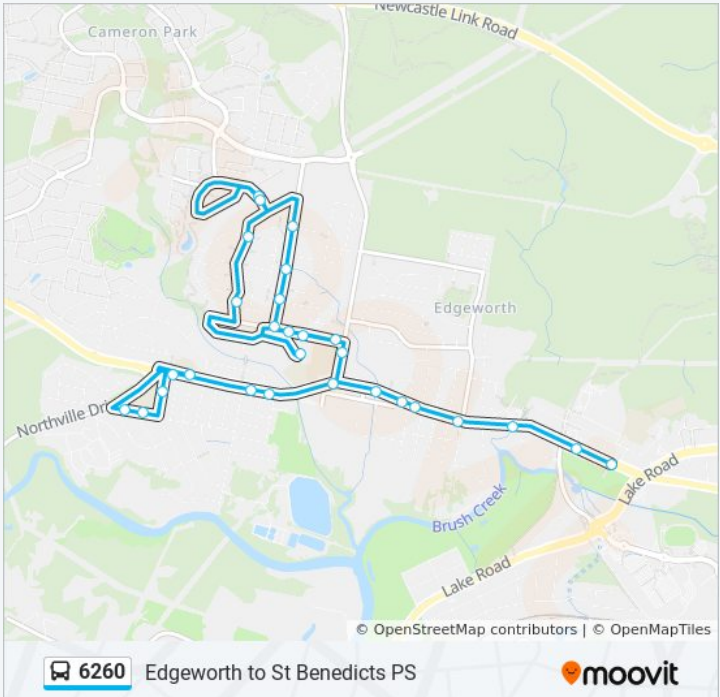 Newcastle Link Road
Cameron Park
Edgeworth
Northville Dri
Lake Road
Brush Creek
Lake Road
© OpenStreetMap contributors | © OpenMapTiles
6260 Edgeworth to St Benedicts PS
moovit